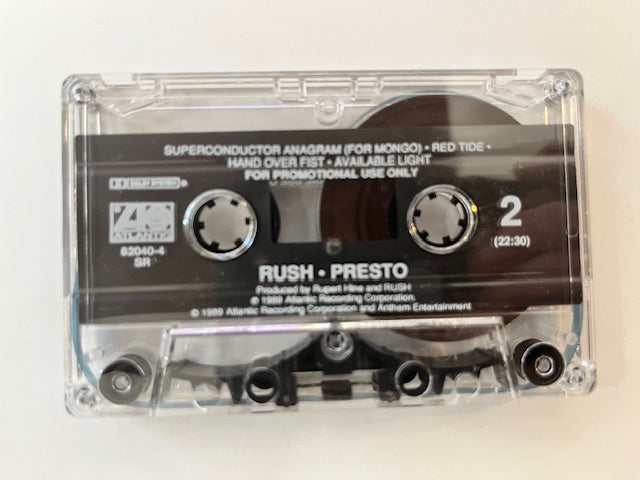 SUPERCONDUCTOR ANAGRAM (FOR MONGO) • RED TIDE •
HAND OVER FIST • AVAILABLE LIGHT
FOR PROMOTIONAL USE ONLY
ATLANTIC
82040-4
SR
2
(22:30)
RUSH • PRESTO
Produced by Rupert Hine and RUSH
℗ 1989 Atlantic Recording Corporation
© 1989 Atlantic Recording Corporation and Anthem Entertainment